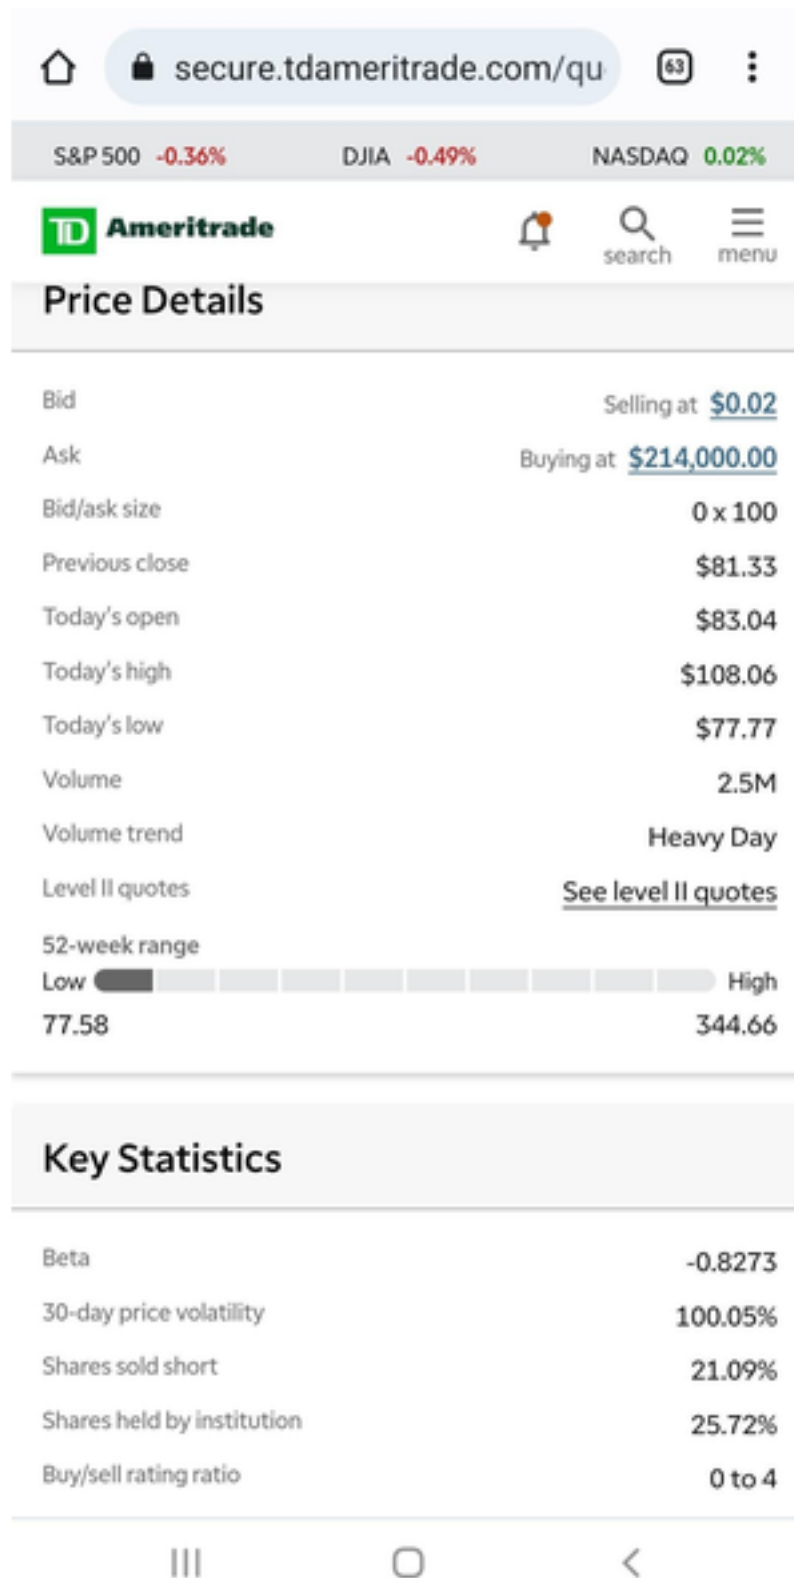 secure.tdameritrade.com/qu 63
S&P 500 -0.36% DJIA -0.49% NASDAQ 0.02%
TD Ameritrade search menu
Price Details
Bid Selling at $0.02
Ask Buying at $214,000.00
Bid/ask size 0 x 100
Previous close $81.33
Today's open $83.04
Today's high $108.06
Today's low $77.77
Volume 2.5M
Volume trend Heavy Day
Level II quotes See level II quotes
52-week range
Low High
77.58 344.66
Key Statistics
Beta -0.8273
30-day price volatility 100.05%
Shares sold short 21.09%
Shares held by institution 25.72%
Buy/sell rating ratio 0 to 4